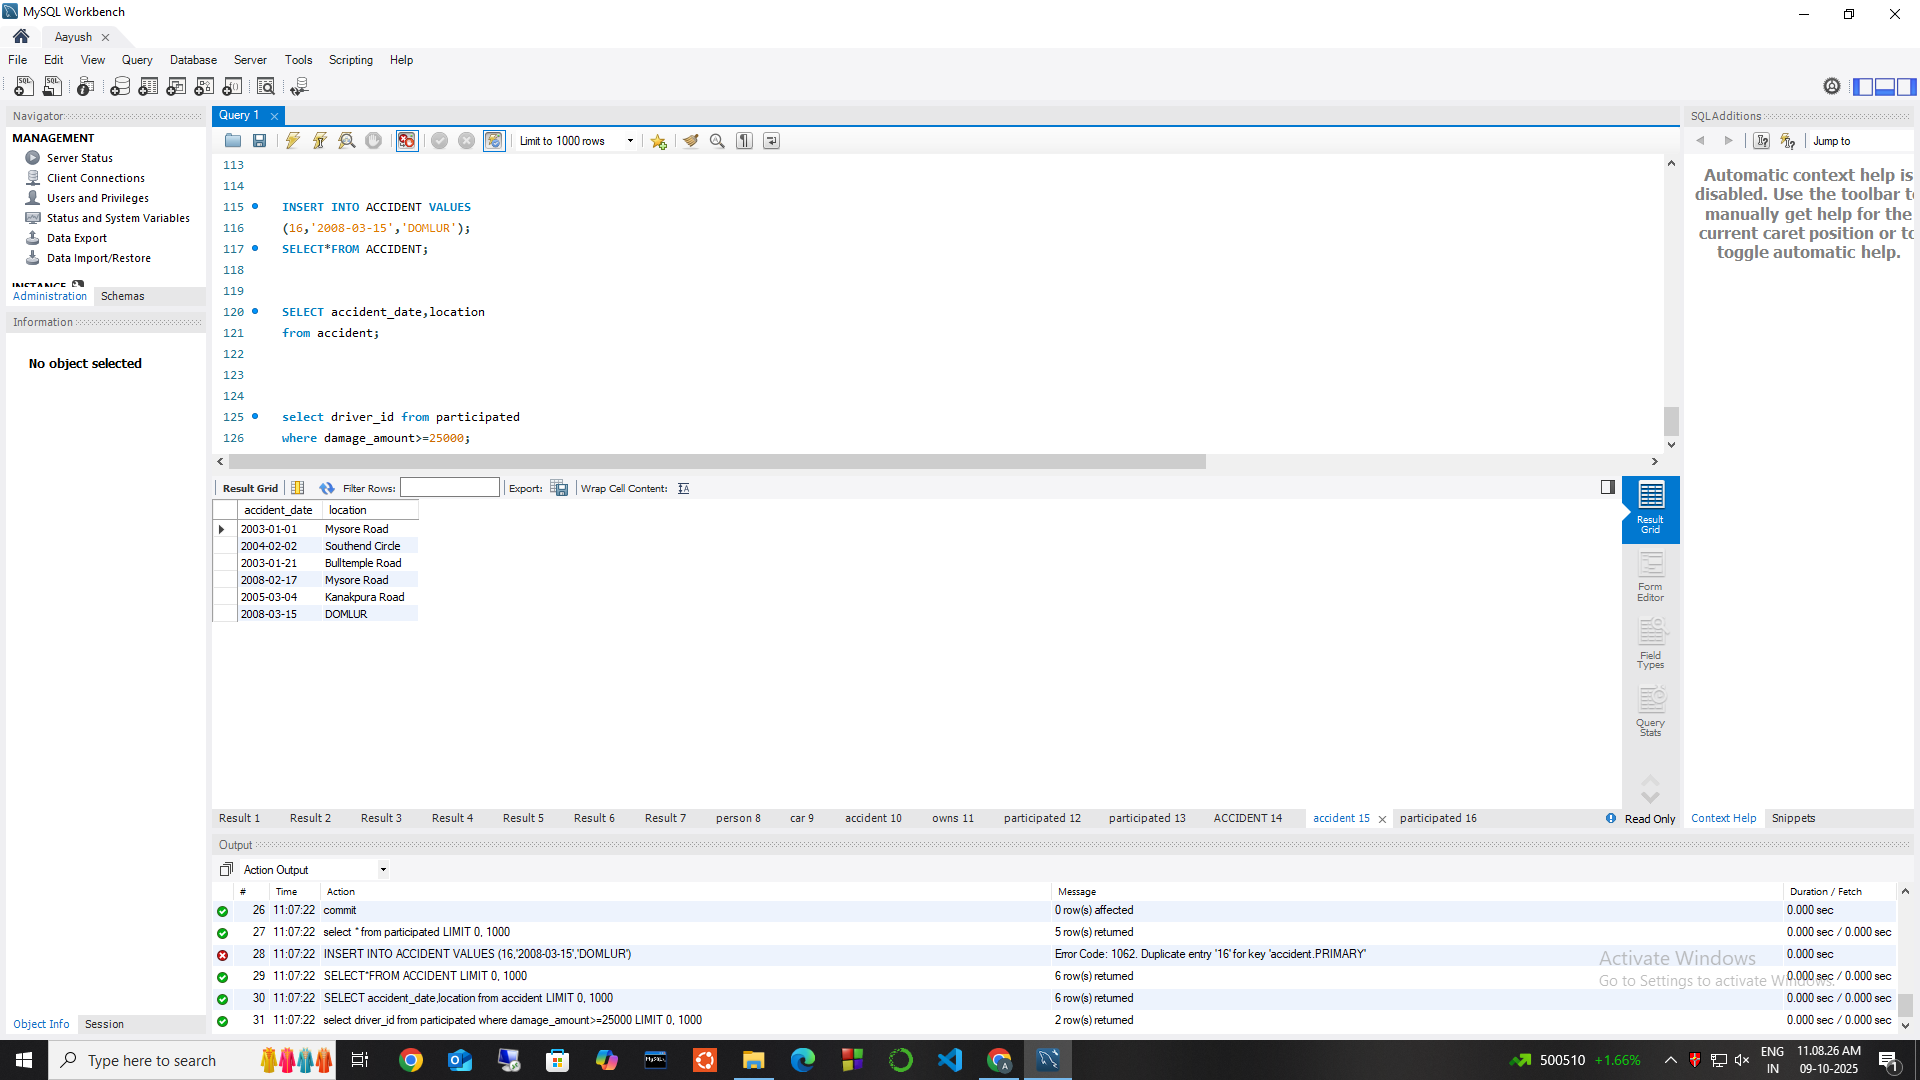 MySQL Workbench
Aayush
File Edit View Query Database Server Tools Scripting Help
Navigator
MANAGEMENT
Server Status
Client Connections
Users and Privileges
Status and System Variables
Data Export
Data Import/Restore
INSTANCE
Administration Schemas
Information
No object selected
Object Info Session
Query 1
Limit to 1000 rows
113
114
115 INSERT INTO ACCIDENT VALUES
116 (16,'2008-03-15','DOMLUR');
117 SELECT*FROM ACCIDENT;
118
119
120 SELECT accident_date,location
121 from accident;
122
123
124
125 select driver_id from participated
126 where damage_amount>=25000;
Result Grid Filter Rows: Export: Wrap Cell Content:
accident_date location
2003-01-01 Mysore Road
2004-02-02 Southend Circle
2003-01-21 Bulltemple Road
2008-02-17 Mysore Road
2005-03-04 Kanakpura Road
2008-03-15 DOMLUR
Result Grid
Form Editor
Field Types
Query Stats
Result 1 Result 2 Result 3 Result 4 Result 5 Result 6 Result 7 person 8 car 9 accident 10 owns 11 participated 12 participated 13 ACCIDENT 14 accident 15 participated 16 Read Only
SQLAdditions
Jump to
Automatic context help is
disabled. Use the toolbar to
manually get help for the
current caret position or to
toggle automatic help.
Context Help Snippets
Output
Action Output
# Time Action Message Duration / Fetch
26 11:07:22 commit 0 row(s) affected 0.000 sec
27 11:07:22 select * from participated LIMIT 0, 1000 5 row(s) returned 0.000 sec / 0.000 sec
28 11:07:22 INSERT INTO ACCIDENT VALUES (16,'2008-03-15','DOMLUR') Error Code: 1062. Duplicate entry '16' for key 'accident.PRIMARY' 0.000 sec
29 11:07:22 SELECT*FROM ACCIDENT LIMIT 0, 1000 6 row(s) returned 0.000 sec / 0.000 sec
30 11:07:22 SELECT accident_date,location from accident LIMIT 0, 1000 6 row(s) returned 0.000 sec / 0.000 sec
31 11:07:22 select driver_id from participated where damage_amount>=25000 LIMIT 0, 1000 2 row(s) returned 0.000 sec / 0.000 sec
Activate Windows
Go to Settings to activate Windows.
Type here to search
500510 +1.66%
ENG
IN
11.08.26 AM
09-10-2025
1